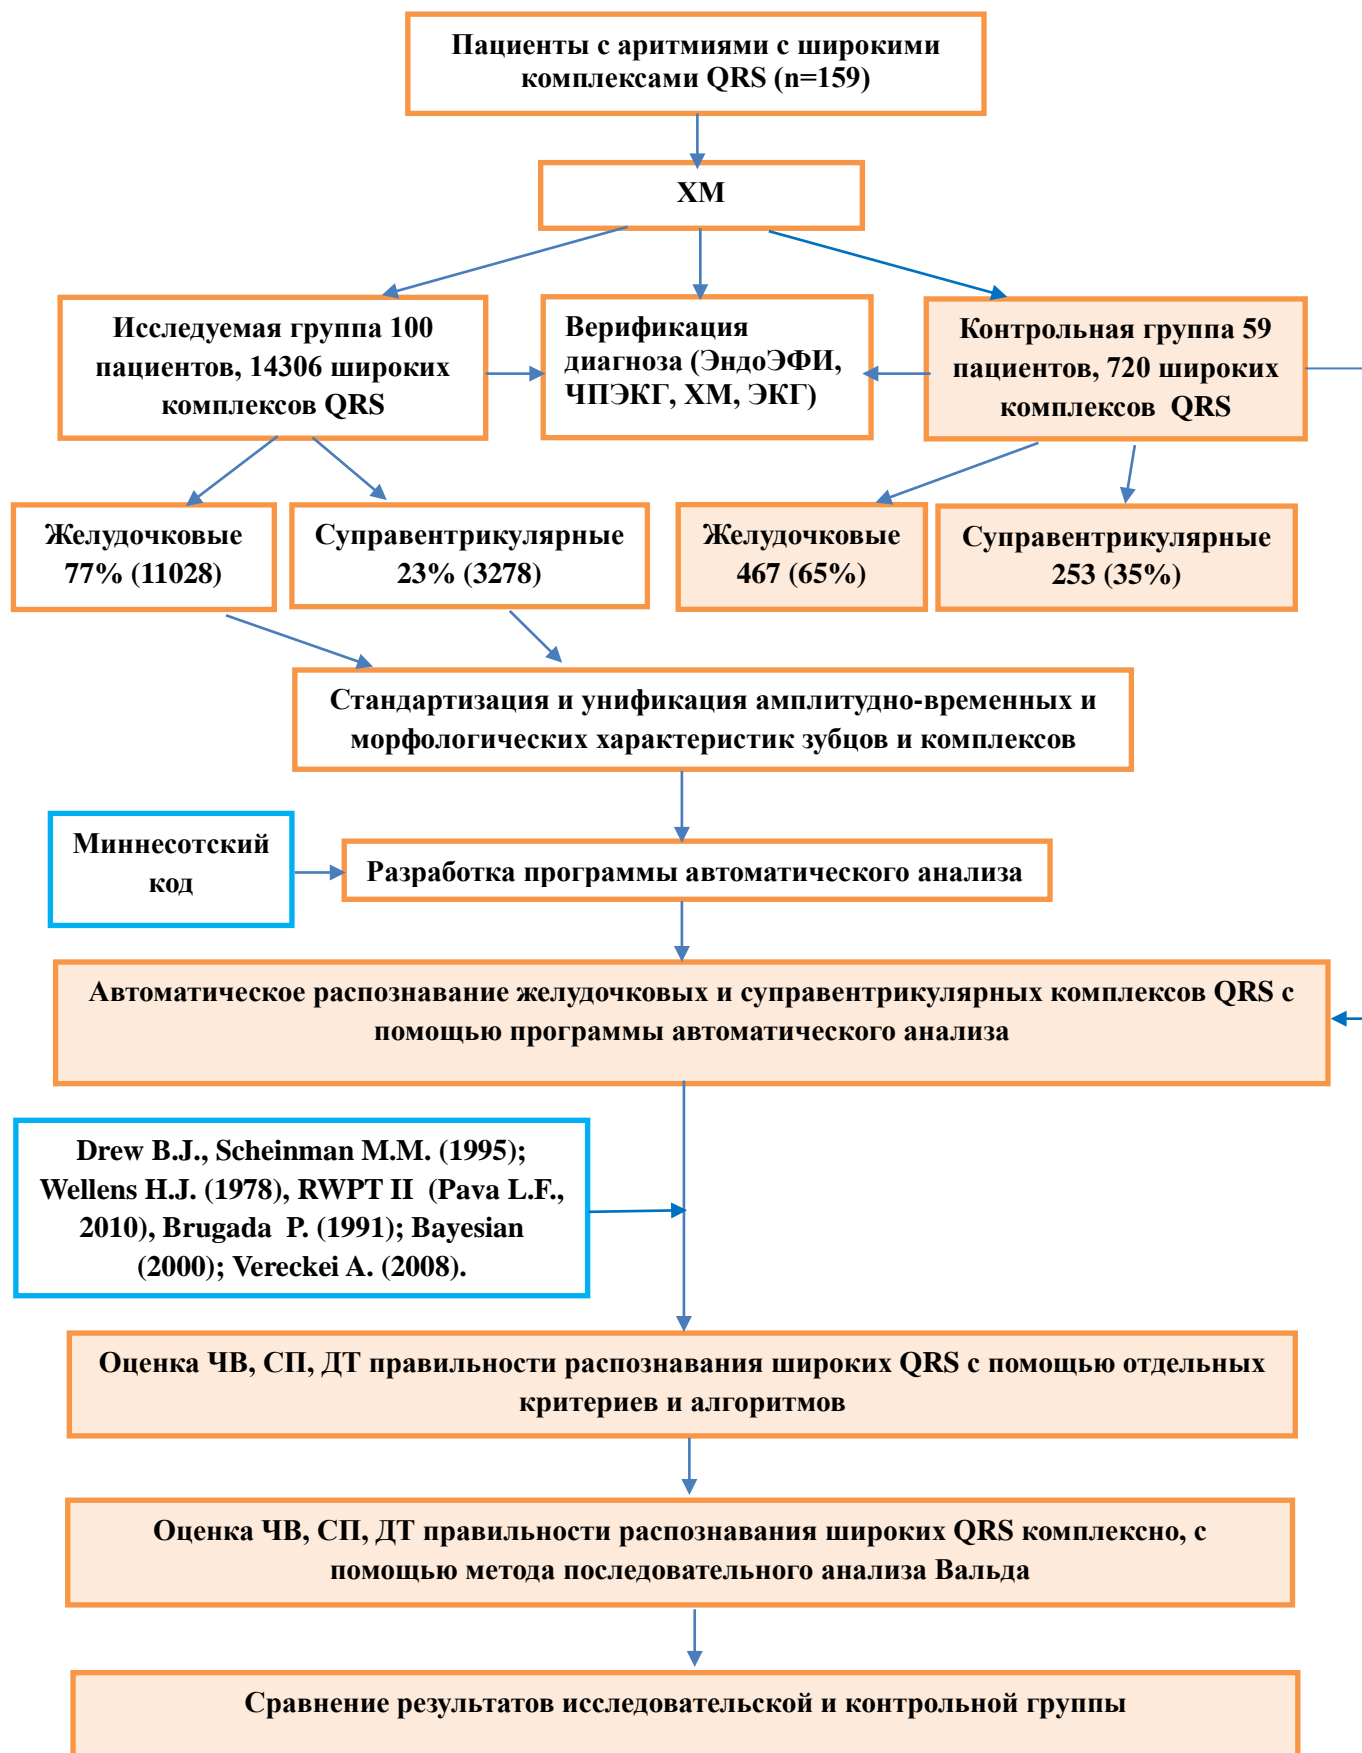 Пациенты с аритмиями с широкими
комплексами QRS (n=159)
ХМ
Исследуемая группа 100
пациентов, 14306 широких
комплексов QRS
Верификация
диагноза (ЭндоЭФИ,
ЧПЭКГ, ХМ, ЭКГ)
Контрольная группа 59
пациентов, 720 широких
комплексов QRS
Желудочковые
77% (11028)
Суправентрикулярные
23% (3278)
Желудочковые
467 (65%)
Суправентрикулярные
253 (35%)
Стандартизация и унификация амплитудно-временных и
морфологических характеристик зубцов и комплексов
Миннесотский
код
Разработка программы автоматического анализа
Автоматическое распознавание желудочковых и суправентрикулярных комплексов QRS с
помощью программы автоматического анализа
Drew B.J., Scheinman M.M. (1995);
Wellens H.J. (1978), RWPT II (Pava L.F.,
2010), Brugada P. (1991); Bayesian
(2000); Vereckei A. (2008).
Оценка ЧВ, СП, ДТ правильности распознавания широких QRS с помощью отдельных
критериев и алгоритмов
Оценка ЧВ, СП, ДТ правильности распознавания широких QRS комплексно, с
помощью метода последовательного анализа Вальда
Сравнение результатов исследовательской и контрольной группы